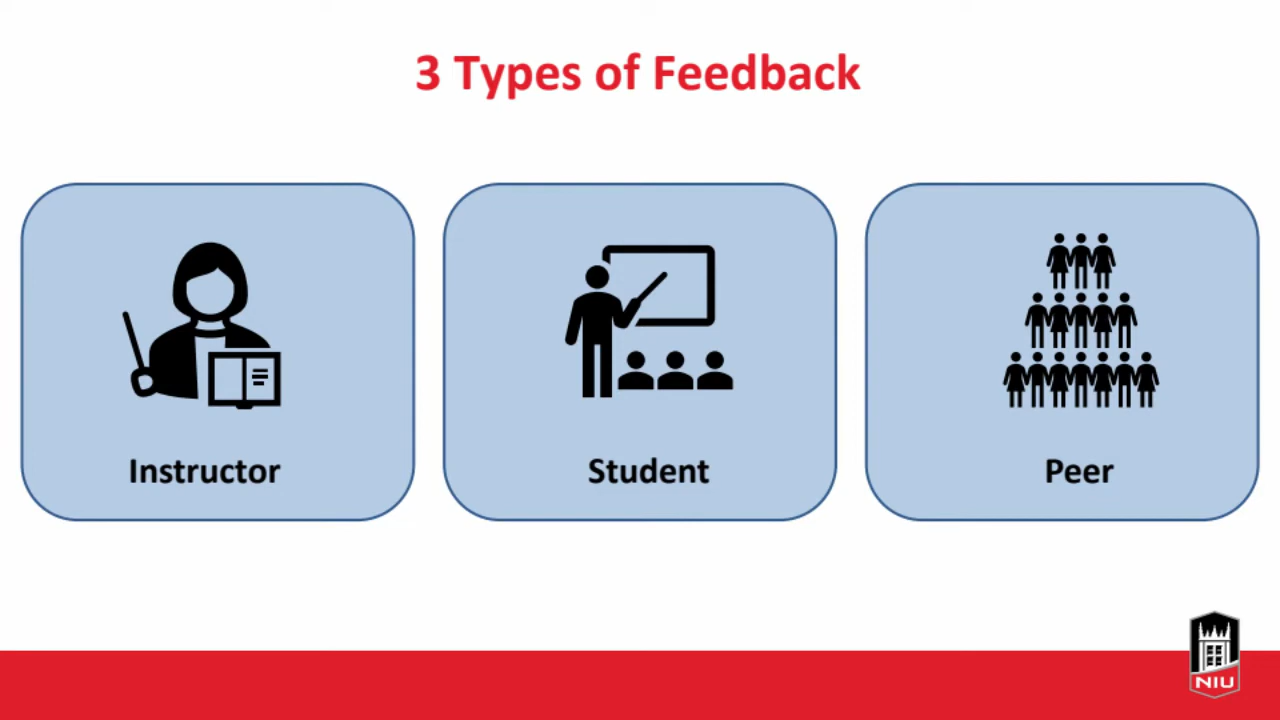 3 Types of Feedback
Instructor
Student
Peer
NIU